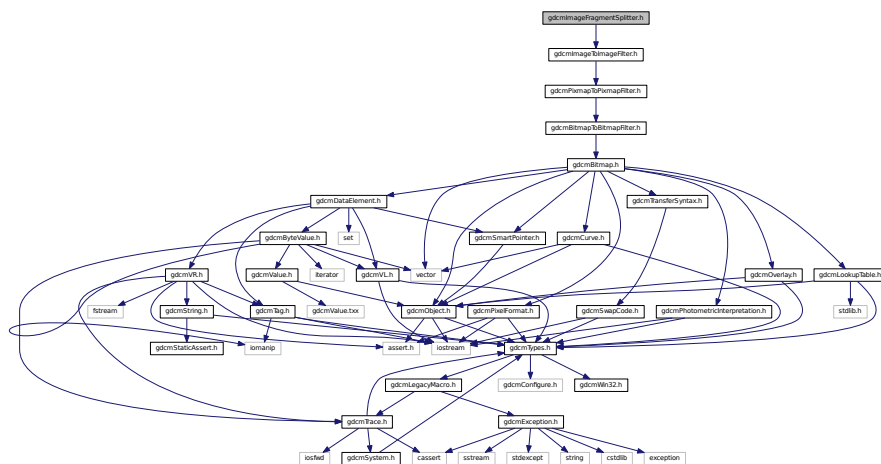 gdcmImageFragmentSplitter.h
gdcmImageToImageFilter.h
gdcmPixmapToPixmapFilter.h
gdcmBitmapToBitmapFilter.h
gdcmBitmap.h
gdcmDataElement.h
gdcmTransferSyntax.h
gdcmByteValue.h
set
gdcmSmartPointer.h
gdcmCurve.h
gdcmVR.h
gdcmValue.h
iterator
gdcmVL.h
vector
gdcmOverlay.h
gdcmLookupTable.h
fstream
gdcmString.h
gdcmTag.h
gdcmValue.txx
gdcmObject.h
gdcmPixelFormat.h
gdcmSwapCode.h
gdcmPhotometricInterpretation.h
stdlib.h
gdcmStaticAssert.h
iomanip
assert.h
iostream
gdcmTypes.h
gdcmLegacyMacro.h
gdcmConfigure.h
gdcmWin32.h
gdcmTrace.h
gdcmException.h
iosfwd
gdcmSystem.h
cassert
sstream
stdexcept
string
cstdlib
exception